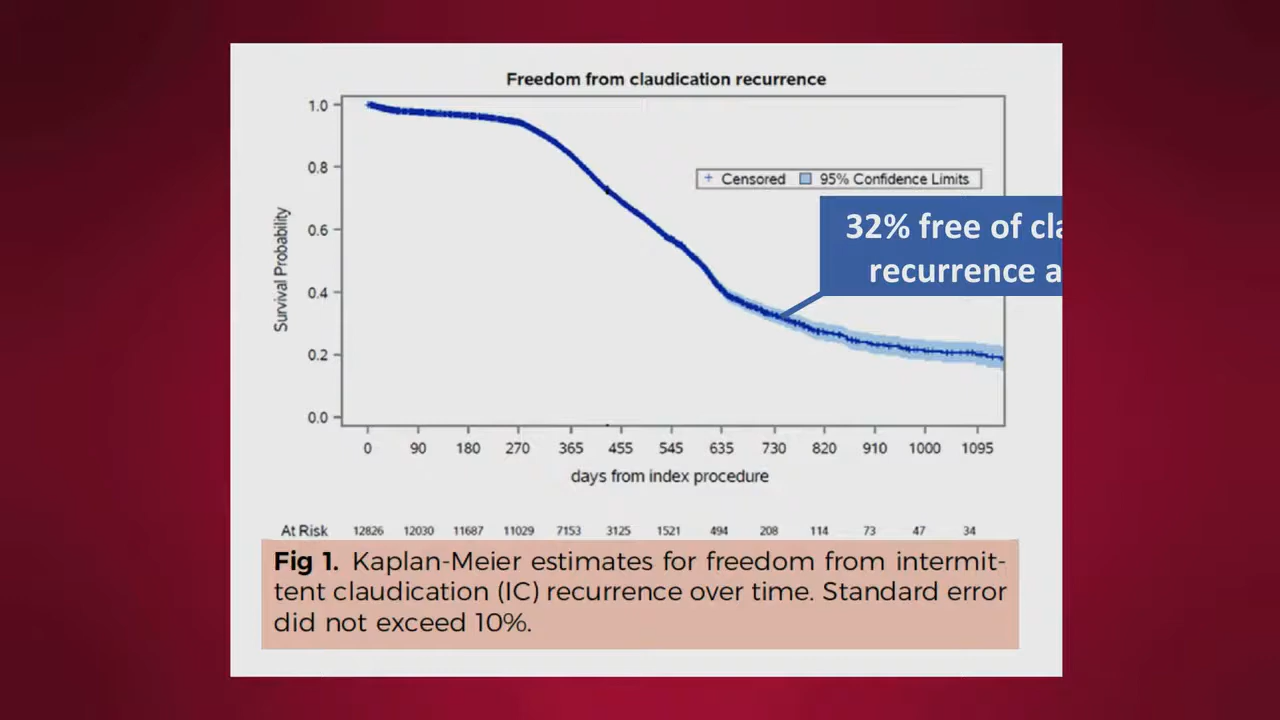 Freedom from claudication recurrence
1.0
0.8
0.6
0.4
0.2
0.0
Survival Probability
+ Censored 95% Confidence Limits
32% free of cla
recurrence a
0 90 180 270 365 455 545 635 730 820 910 1000 1095
days from index procedure
At Risk 12826 12030 11687 11029 7153 3125 1521 494 208 114 73 47 34
Fig 1. Kaplan-Meier estimates for freedom from intermit-
tent claudication (IC) recurrence over time. Standard error
did not exceed 10%.